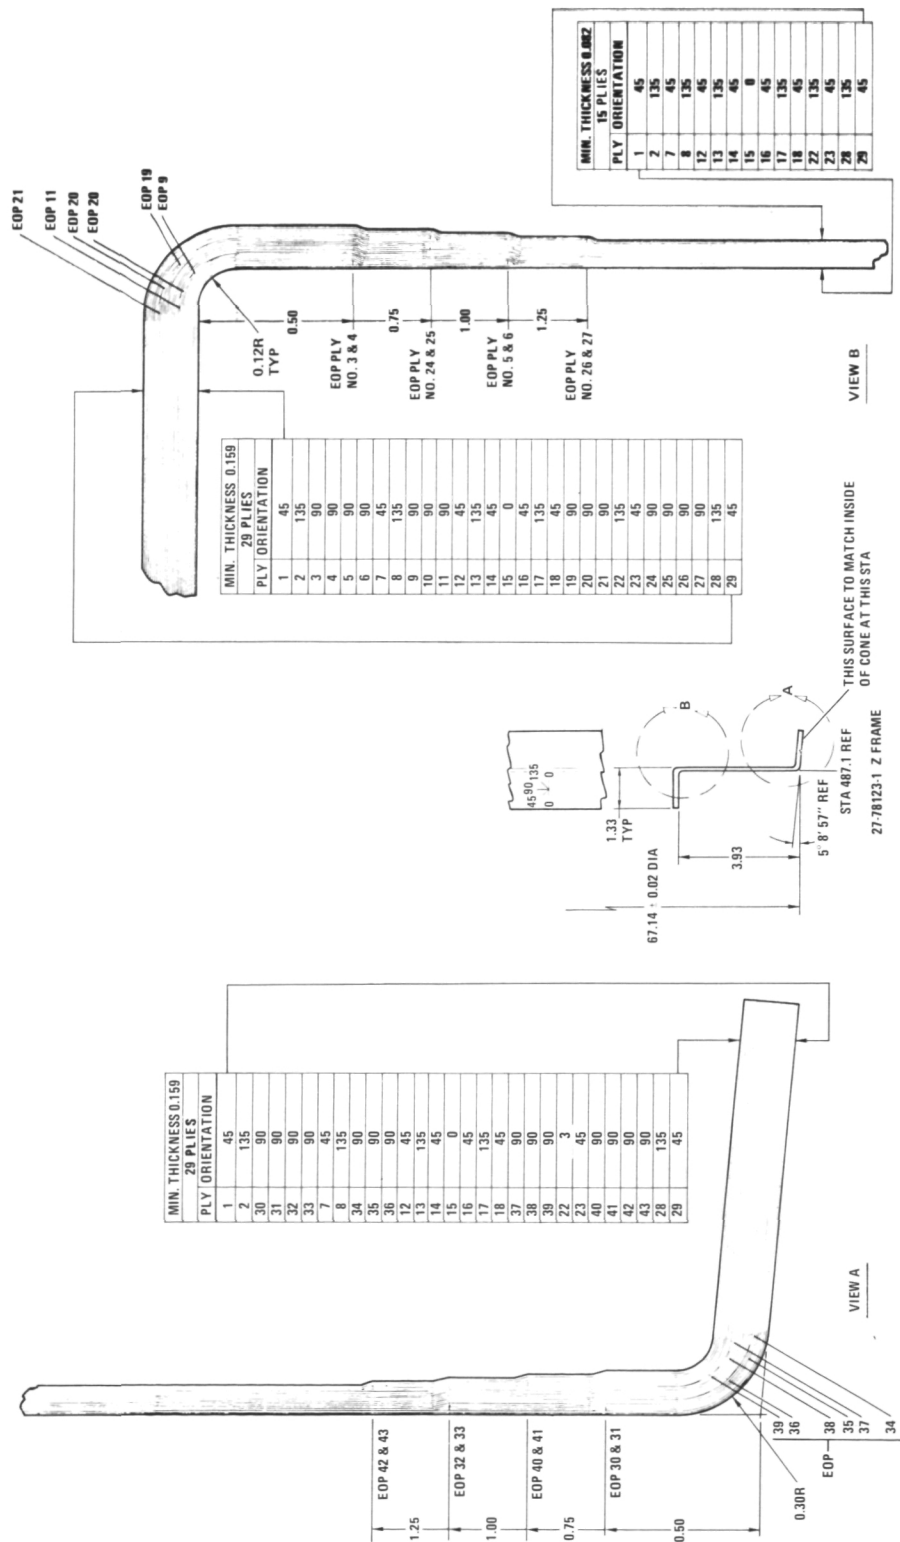 EOP 21
EOP 11
EOP 20
EOP 20
EOP 19
EOP 9
0.12R
TYP
0.50
0.75
1.00
1.25
EOP PLY
NO. 3 & 4
EOP PLY
NO. 24 & 25
EOP PLY
NO. 5 & 6
EOP PLY
NO. 26 & 27
VIEW B
MIN. THICKNESS 0.082
15 PLIES
PLY ORIENTATION
1 45
2 135
7 45
8 135
12 45
13 135
14 45
15 0
16 45
17 135
18 45
22 135
23 45
28 135
29 45
MIN. THICKNESS 0.159
29 PLIES
PLY ORIENTATION
1 45
2 135
3 90
4 90
5 90
6 90
7 45
8 135
9 90
10 90
11 90
12 45
13 135
14 45
15 0
16 45
17 135
18 45
19 90
20 90
21 90
22 135
23 45
24 90
25 90
26 90
27 90
28 135
29 45
45 90 135
0 0
1.33
TYP
B
A
3.93
67.14 ± 0.02 DIA
5° 8' 57" REF
STA 487.1 REF
27-78123-1 Z FRAME
THIS SURFACE TO MATCH INSIDE
OF CONE AT THIS STA
MIN. THICKNESS 0.159
29 PLIES
PLY ORIENTATION
1 45
2 135
30 90
31 90
32 90
33 90
7 45
8 135
34 90
35 90
36 90
12 45
13 135
14 45
15 0
16 45
17 135
18 45
37 90
38 90
39 90
22 3
23 45
40 90
41 90
42 90
43 90
28 135
29 45
VIEW A
EOP 42 & 43
EOP 32 & 33
EOP 40 & 41
EOP 30 & 31
1.25
1.00
0.75
0.50
0.30R
EOP
39
36
38
35
37
34